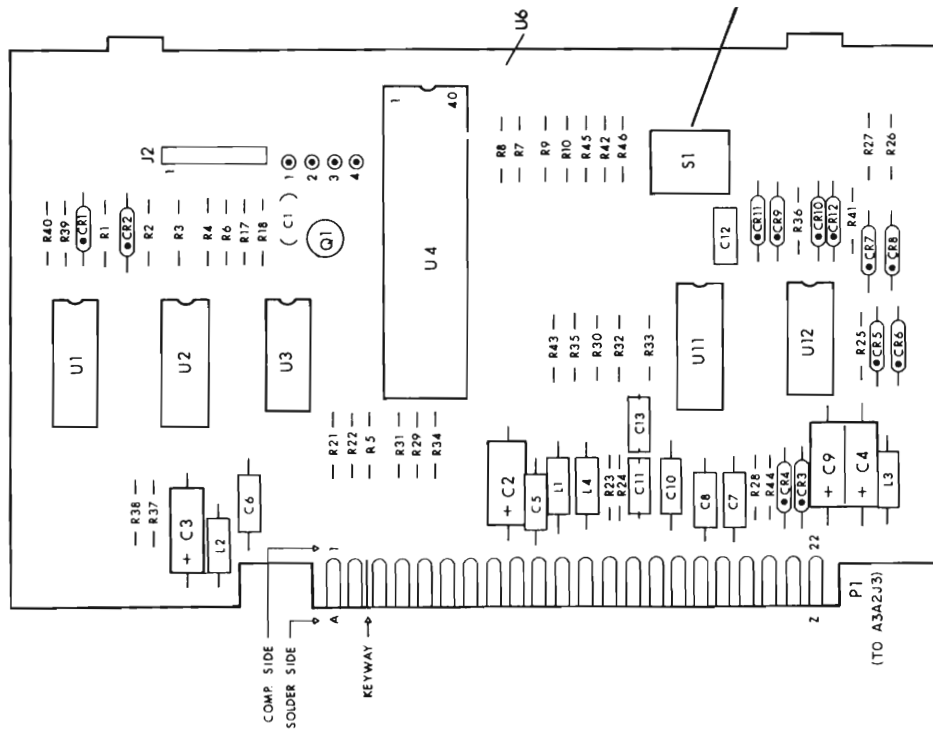 U6
J2
1
1
2
3
4
R40
R39
CR1
R1
CR2
R2
R3
R4
R6
R17
R18
(C1)
Q1
1
40
U4
R8
R7
R9
R10
R45
R42
R46
S1
R27
R26
C12
CR11
CR9
R36
CR10
CR12
R41
CR7
CR8
U1
U2
U3
R43
R35
R30
R32
R33
U11
U12
R25
CR5
CR6
R21
R22
R5
R31
R29
R34
R38
R37
+ C3
L2
C6
+ C2
C5
L1
L4
R23
R24
C13
C11
C10
C8
C7
R28
R44
CR4
CR3
+ C9
+ C4
L3
1
22
A
Z
P1
(TO A3A2J3)
COMP. SIDE
SOLDER SIDE
KEYWAY